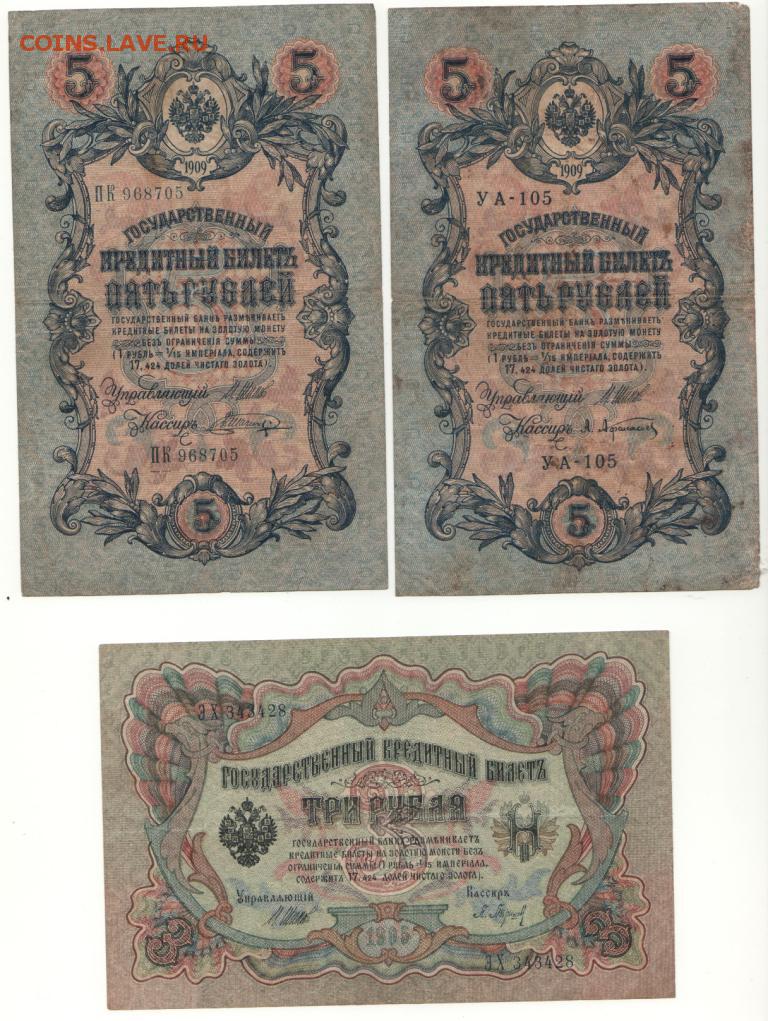 COINS.LAVE.RU
5 5
1909
ПК 968705
ГОСУДАРСТВЕННЫЙ
КРЕДИТНЫЙ БИЛЕТЪ
ПЯТЬ РУБЛЕЙ
ГОСУДАРСТВЕННЫЙ БАНКЪ РАЗМѢНИВАЕТЪ
КРЕДИТНЫЕ БИЛЕТЫ НА ЗОЛОТУЮ МОНЕТУ
БЕЗЪ ОГРАНИЧЕНІЯ СУММЫ
(1 РУБЛЬ = 1/15 ИМПЕРІАЛА, СОДЕРЖИТЪ
17,424 ДОЛЕЙ ЧИСТАГО ЗОЛОТА).
Управляющій
Кассиръ
ПК 968705
5
5 5
1909
УА-105
ГОСУДАРСТВЕННЫЙ
КРЕДИТНЫЙ БИЛЕТЪ
ПЯТЬ РУБЛЕЙ
ГОСУДАРСТВЕННЫЙ БАНКЪ РАЗМѢНИВАЕТЪ
КРЕДИТНЫЕ БИЛЕТЫ НА ЗОЛОТУЮ МОНЕТУ
БЕЗЪ ОГРАНИЧЕНІЯ СУММЫ
(1 РУБЛЬ = 1/15 ИМПЕРІАЛА, СОДЕРЖИТЪ
17,424 ДОЛЕЙ ЧИСТАГО ЗОЛОТА).
Управляющій
Кассиръ А. Афанасьев
УА-105
5
ЭХ 343428
ГОСУДАРСТВЕННЫЙ КРЕДИТНЫЙ БИЛЕТЪ
ТРИ РУБЛЯ
ГОСУДАРСТВЕННЫЙ БАНКЪ РАЗМѢНИВАЕТЪ
КРЕДИТНЫЕ БИЛЕТЫ НА ЗОЛОТУЮ МОНЕТУ БЕЗЪ
ОГРАНИЧЕНІЯ СУММЫ (1 РУБЛЬ = 1/15 ИМПЕРІАЛА,
СОДЕРЖИТЪ 17,424 ДОЛЕЙ ЧИСТАГО ЗОЛОТА).
Управляющій Кассиръ
1905
3 3
ЭХ 343428